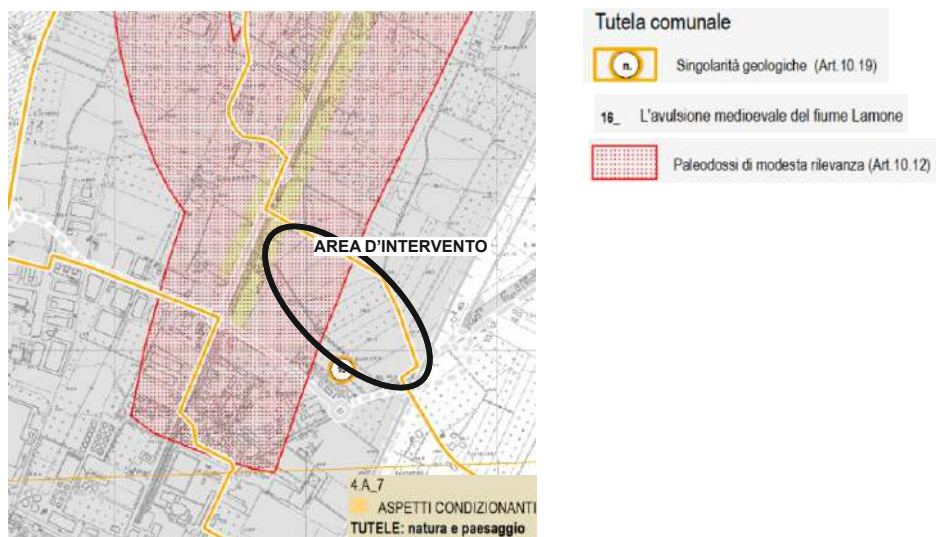 AREA D'INTERVENTO
4.A_7
ASPETTI CONDIZIONANTI
TUTELE: natura e paesaggio
Tutela comunale
n.
Singolarità geologiche (Art.10.19)
16_ L'avulsione medioevale del fiume Lamone
Paleodossi di modesta rilevanza (Art.10.12)